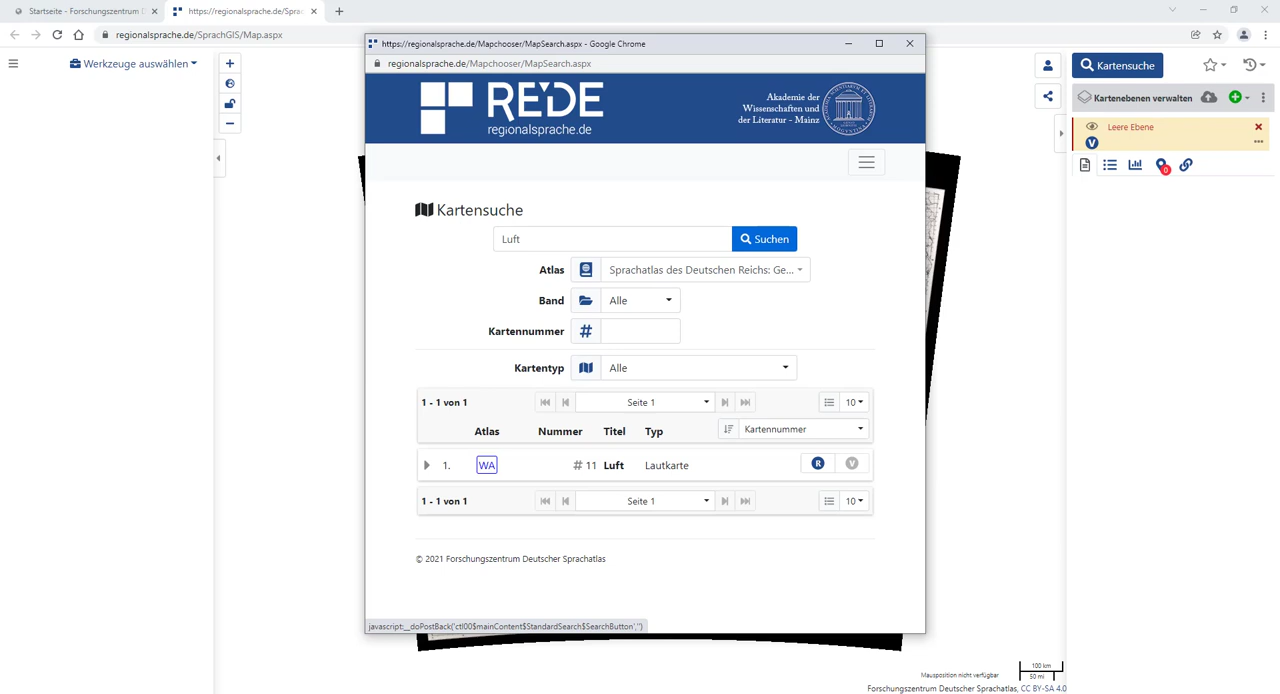 Startseite - Forschungszentrum D
https://regionalsprache.de/Sprac
regionalsprache.de/SprachGIS/Map.aspx
Werkzeuge auswählen
https://regionalsprache.de/Mapchooser/MapSearch.aspx - Google Chrome
regionalsprache.de/Mapchooser/MapSearch.aspx
REDE
regionalsprache.de
Akademie der
Wissenschaften und
der Literatur - Mainz
Kartensuche
Luft
Suchen
Atlas
Sprachatlas des Deutschen Reichs: Ge...
Band
Alle
Kartennummer
#
Kartentyp
Alle
1 - 1 von 1
Seite 1
10
Atlas Nummer Titel Typ
Kartennummer
1. WA # 11 Luft Lautkarte R V
1 - 1 von 1
Seite 1
10
© 2021 Forschungszentrum Deutscher Sprachatlas
javascript:__doPostBack('ctl00$mainContent$StandardSearch$SearchButton','')
Kartensuche
Kartenebenen verwalten
Leere Ebene
V
0
100 km
50 mi
Mausposition nicht verfügbar
Forschungszentrum Deutscher Sprachatlas, CC BY-SA 4.0